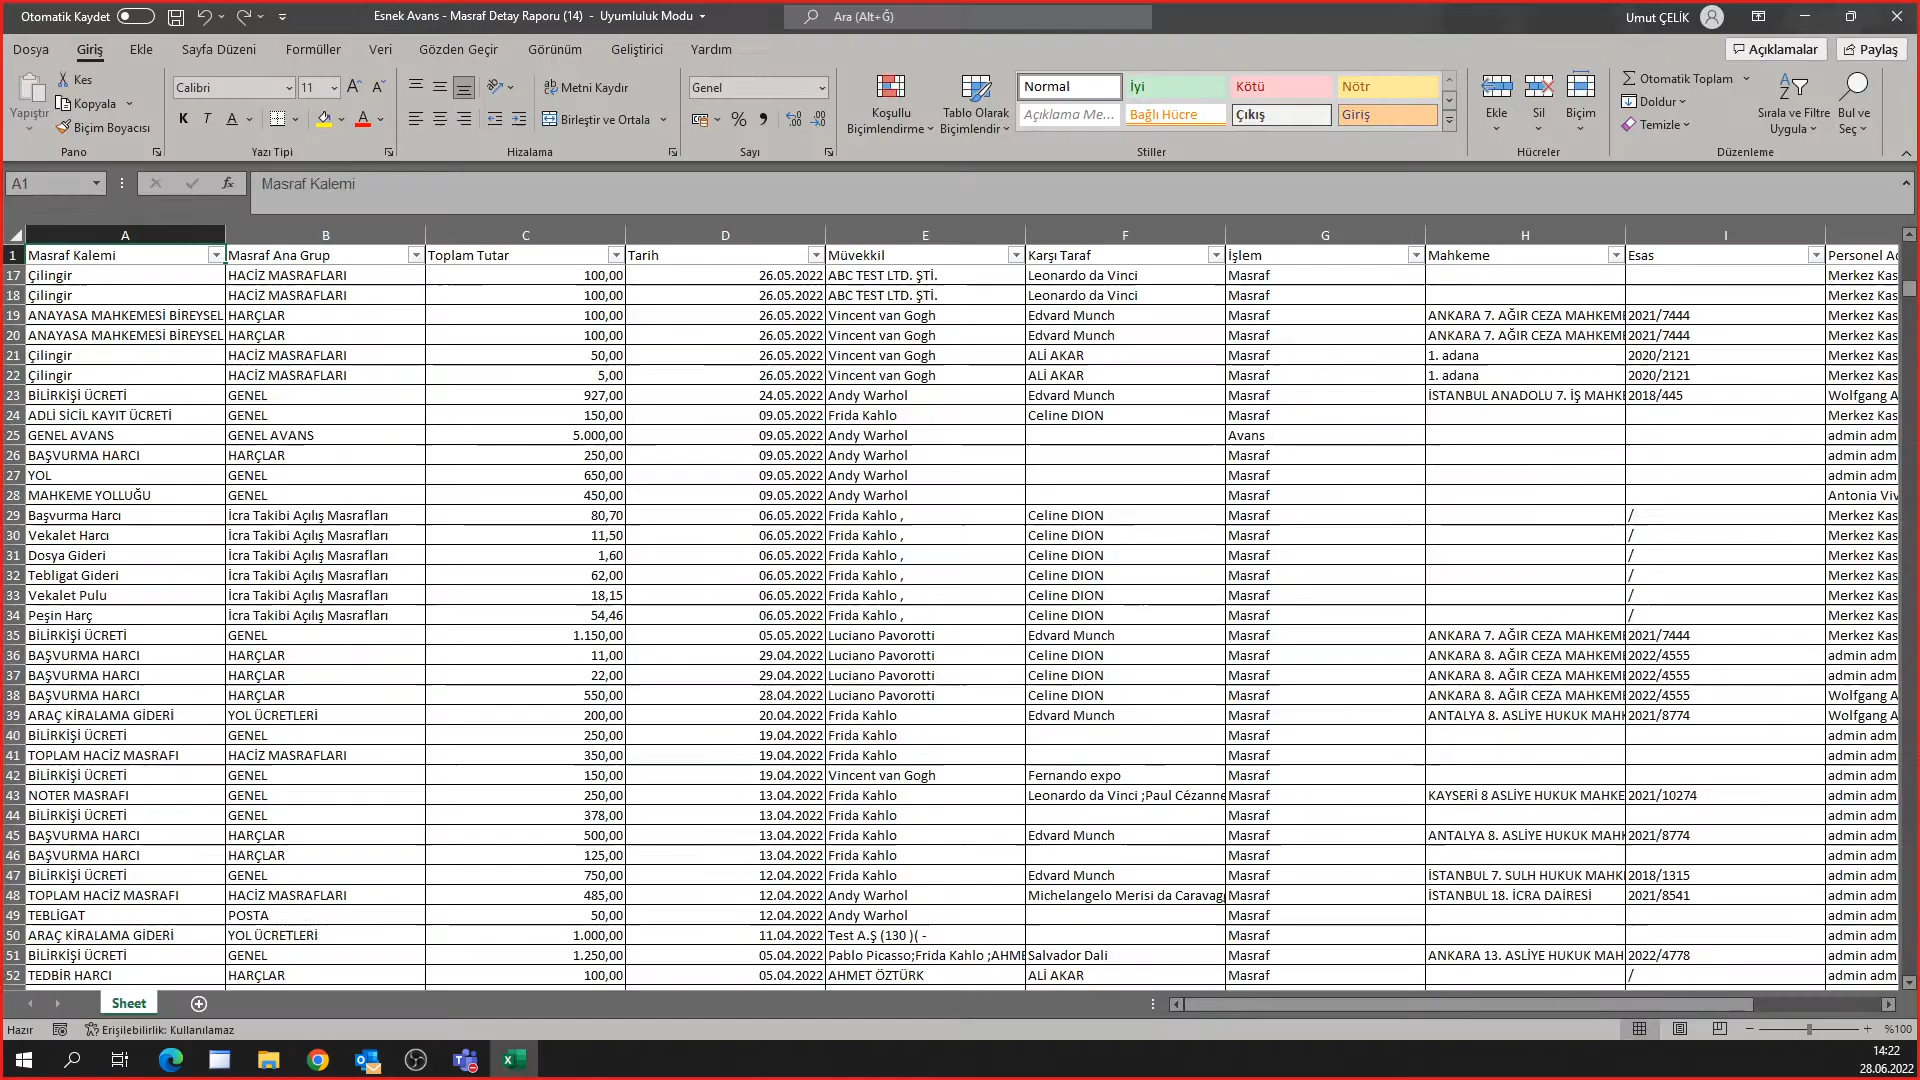 Otomatik Kaydet
Esnek Avans - Masraf Detay Raporu (14) - Uyumluluk Modu
Ara (Alt+Ğ)
Umut ÇELİK
Dosya Giriş Ekle Sayfa Düzeni Formüller Veri Gözden Geçir Görünüm Geliştirici Yardım
Açıklamalar Paylaş
Yapıştır
Kes
Kopyala
Biçim Boyacısı
Pano
Calibri 11
K T A
Yazı Tipi
Metni Kaydır
Birleştir ve Ortala
Hizalama
Genel
Sayı
Koşullu Biçimlendirme
Tablo Olarak Biçimlendir
Normal İyi Kötü Nötr
Açıklama Me... Bağlı Hücre Çıkış Giriş
Stiller
Ekle Sil Biçim
Hücreler
Otomatik Toplam
Doldur
Temizle
Sırala ve Filtre Uygula
Bul ve Seç
Düzenleme
A1 fx Masraf Kalemi
A B C D E F G H I
1 Masraf Kalemi Masraf Ana Grup Toplam Tutar Tarih Müvekkil Karşı Taraf İşlem Mahkeme Esas Personel Ac
17 Çilingir HACİZ MASRAFLARI 100,00 26.05.2022 ABC TEST LTD. ŞTİ. Leonardo da Vinci Masraf Merkez Kas
18 Çilingir HACİZ MASRAFLARI 100,00 26.05.2022 ABC TEST LTD. ŞTİ. Leonardo da Vinci Masraf Merkez Kas
19 ANAYASA MAHKEMESİ BİREYSEL HARÇLAR 100,00 26.05.2022 Vincent van Gogh Edvard Munch Masraf ANKARA 7. AĞIR CEZA MAHKEME 2021/7444 Merkez Kas
20 ANAYASA MAHKEMESİ BİREYSEL HARÇLAR 100,00 26.05.2022 Vincent van Gogh Edvard Munch Masraf ANKARA 7. AĞIR CEZA MAHKEME 2021/7444 Merkez Kas
21 Çilingir HACİZ MASRAFLARI 50,00 26.05.2022 Vincent van Gogh ALİ AKAR Masraf 1. adana 2020/2121 Merkez Kas
22 Çilingir HACİZ MASRAFLARI 5,00 26.05.2022 Vincent van Gogh ALİ AKAR Masraf 1. adana 2020/2121 Merkez Kas
23 BİLİRKİŞİ ÜCRETİ GENEL 927,00 24.05.2022 Andy Warhol Edvard Munch Masraf İSTANBUL ANADOLU 7. İŞ MAHKE 2018/445 Wolfgang A
24 ADLİ SİCİL KAYIT ÜCRETİ GENEL 150,00 09.05.2022 Frida Kahlo Celine DION Masraf Merkez Kas
25 GENEL AVANS GENEL AVANS 5.000,00 09.05.2022 Andy Warhol Avans admin adm
26 BAŞVURMA HARCI HARÇLAR 250,00 09.05.2022 Andy Warhol Masraf admin adm
27 YOL GENEL 650,00 09.05.2022 Andy Warhol Masraf admin adm
28 MAHKEME YOLLUĞU GENEL 450,00 09.05.2022 Andy Warhol Masraf Antonia Viv
29 Başvurma Harcı İcra Takibi Açılış Masrafları 80,70 06.05.2022 Frida Kahlo , Celine DION Masraf / Merkez Kas
30 Vekalet Harcı İcra Takibi Açılış Masrafları 11,50 06.05.2022 Frida Kahlo , Celine DION Masraf / Merkez Kas
31 Dosya Gideri İcra Takibi Açılış Masrafları 1,60 06.05.2022 Frida Kahlo , Celine DION Masraf / Merkez Kas
32 Tebligat Gideri İcra Takibi Açılış Masrafları 62,00 06.05.2022 Frida Kahlo , Celine DION Masraf / Merkez Kas
33 Vekalet Pulu İcra Takibi Açılış Masrafları 18,15 06.05.2022 Frida Kahlo , Celine DION Masraf / Merkez Kas
34 Peşin Harç İcra Takibi Açılış Masrafları 54,46 06.05.2022 Frida Kahlo , Celine DION Masraf / Merkez Kas
35 BİLİRKİŞİ ÜCRETİ GENEL 1.150,00 05.05.2022 Luciano Pavorotti Edvard Munch Masraf ANKARA 7. AĞIR CEZA MAHKEME 2021/7444 Merkez Kas
36 BAŞVURMA HARCI HARÇLAR 11,00 29.04.2022 Luciano Pavorotti Celine DION Masraf ANKARA 8. AĞIR CEZA MAHKEME 2022/4555 admin adm
37 BAŞVURMA HARCI HARÇLAR 22,00 29.04.2022 Luciano Pavorotti Celine DION Masraf ANKARA 8. AĞIR CEZA MAHKEME 2022/4555 admin adm
38 BAŞVURMA HARCI HARÇLAR 550,00 28.04.2022 Luciano Pavorotti Celine DION Masraf ANKARA 8. AĞIR CEZA MAHKEME 2022/4555 Wolfgang A
39 ARAÇ KİRALAMA GİDERİ YOL ÜCRETLERİ 200,00 20.04.2022 Frida Kahlo Edvard Munch Masraf ANTALYA 8. ASLİYE HUKUK MAHK 2021/8774 Wolfgang A
40 BİLİRKİŞİ ÜCRETİ GENEL 250,00 19.04.2022 Frida Kahlo Masraf admin adm
41 TOPLAM HACİZ MASRAFI HACİZ MASRAFLARI 350,00 19.04.2022 Frida Kahlo Masraf admin adm
42 BİLİRKİŞİ ÜCRETİ GENEL 150,00 19.04.2022 Vincent van Gogh Fernando expo Masraf admin adm
43 NOTER MASRAFI GENEL 250,00 13.04.2022 Frida Kahlo Leonardo da Vinci ;Paul Cézanne Masraf KAYSERİ 8 ASLİYE HUKUK MAHKE 2021/10274 admin adm
44 BİLİRKİŞİ ÜCRETİ GENEL 378,00 13.04.2022 Frida Kahlo Masraf admin adm
45 BAŞVURMA HARCI HARÇLAR 500,00 13.04.2022 Frida Kahlo Edvard Munch Masraf ANTALYA 8. ASLİYE HUKUK MAHK 2021/8774 admin adm
46 BAŞVURMA HARCI HARÇLAR 125,00 13.04.2022 Frida Kahlo Masraf admin adm
47 BİLİRKİŞİ ÜCRETİ GENEL 750,00 12.04.2022 Frida Kahlo Edvard Munch Masraf İSTANBUL 7. SULH HUKUK MAHKE 2018/1315 admin adm
48 TOPLAM HACİZ MASRAFI HACİZ MASRAFLARI 485,00 12.04.2022 Andy Warhol Michelangelo Merisi da Caravagg Masraf İSTANBUL 18. İCRA DAİRESİ 2021/8541 admin adm
49 TEBLİGAT POSTA 50,00 12.04.2022 Andy Warhol Masraf admin adm
50 ARAÇ KİRALAMA GİDERİ YOL ÜCRETLERİ 1.000,00 11.04.2022 Test A.Ş (130 )( - Masraf admin adm
51 BİLİRKİŞİ ÜCRETİ GENEL 1.250,00 05.04.2022 Pablo Picasso;Frida Kahlo ;AHME Salvador Dali Masraf ANKARA 13. ASLİYE HUKUK MAH 2022/4778 admin adm
52 TEDBİR HARCI HARÇLAR 100,00 05.04.2022 AHMET ÖZTÜRK ALİ AKAR Masraf / admin adm
Sheet
Hazır Erişilebilirlik: Kullanılamaz %100
14:22
28.06.2022